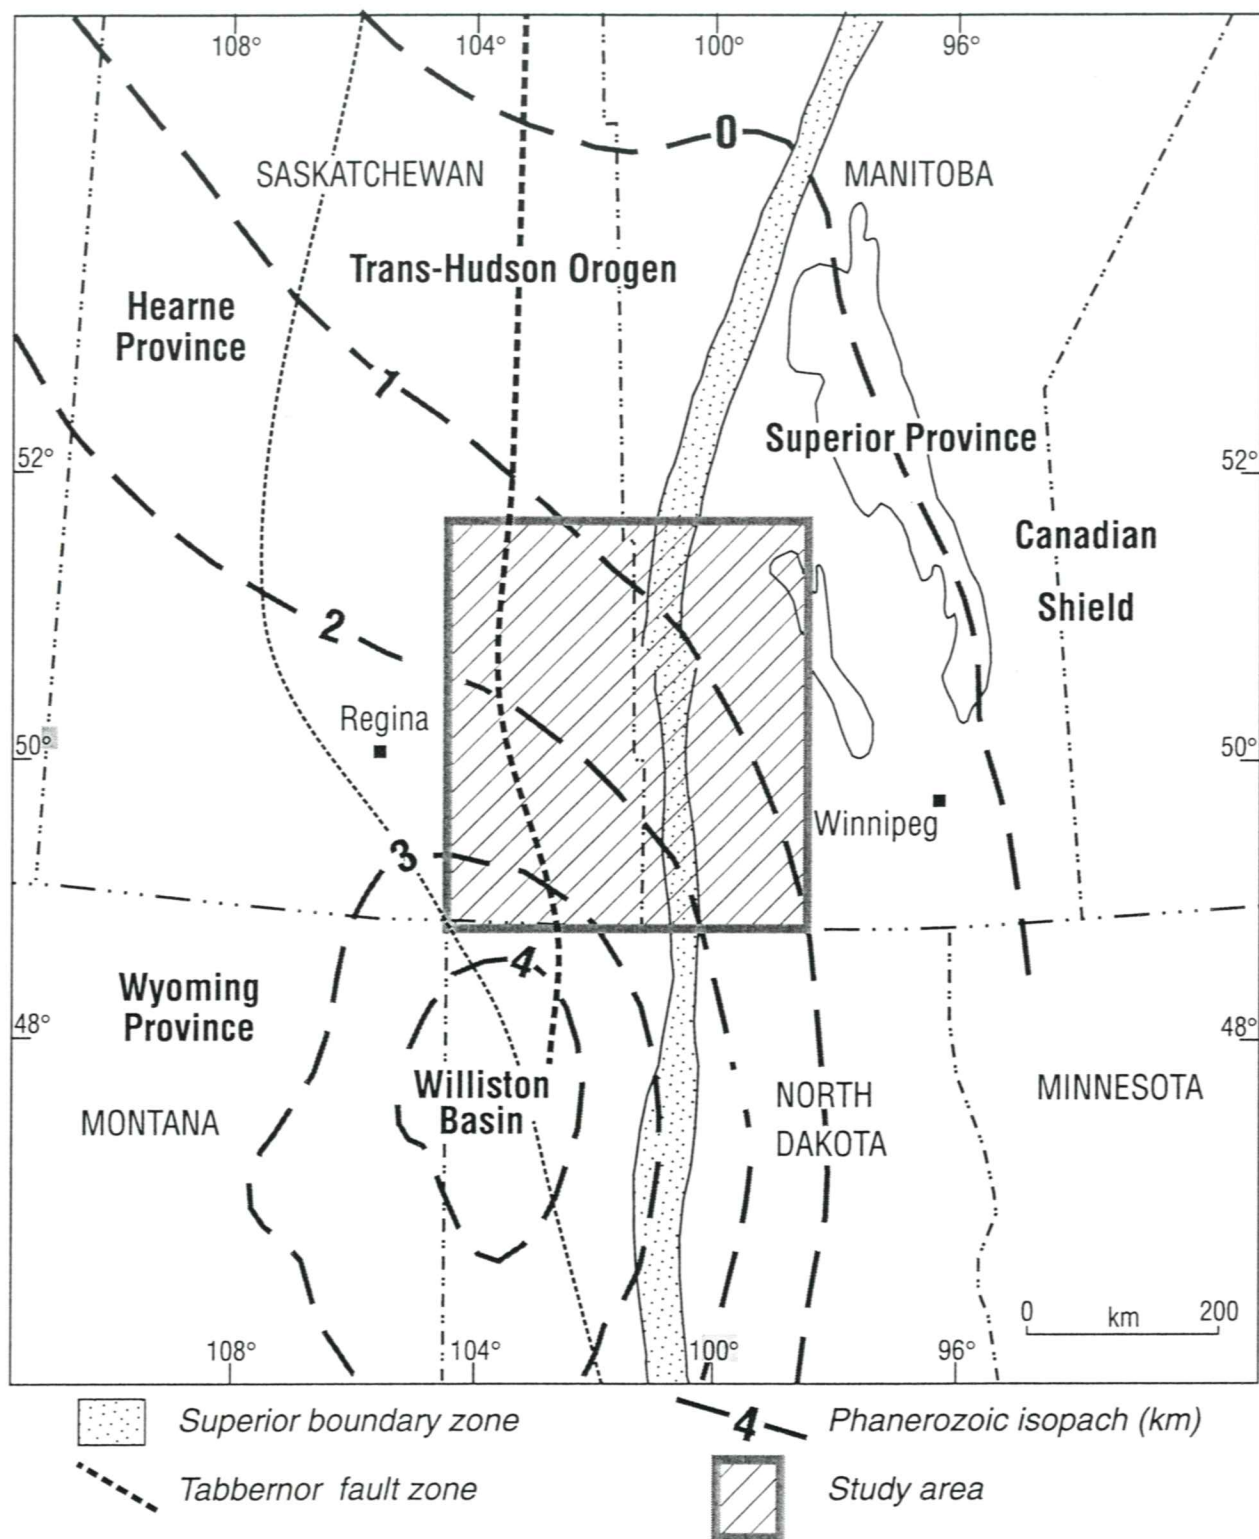 108°
104°
100°
96°
0
SASKATCHEWAN
MANITOBA
Trans-Hudson Orogen
Hearne
Province
1
Superior Province
52°
52°
Canadian
Shield
2
Regina
50°
50°
Winnipeg
3
4
Wyoming
Province
48°
48°
Williston
Basin
NORTH
DAKOTA
MINNESOTA
MONTANA
0 km 200
108°
104°
100°
96°
Superior boundary zone
4 Phanerozoic isopach (km)
Tabbernor fault zone
Study area